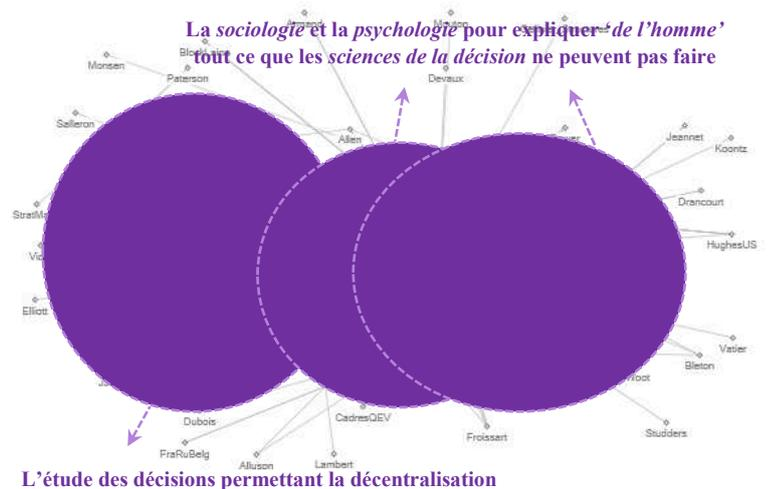 Armand
Mouton
La sociologie et la psychologie pour expliquer ‘de l’homme’
tout ce que les sciences de la décision ne peuvent pas faire
Monsen
Paterson
Devaux
Salleron
Allen
Jeannet
Koontz
Drancourt
HughesUS
Elliott
Vatier
Bleton
CadresQEV
Dubois
Froissart
Studders
FraRuBelg
Alluson
Lambert
L’étude des décisions permettant la décentralisation